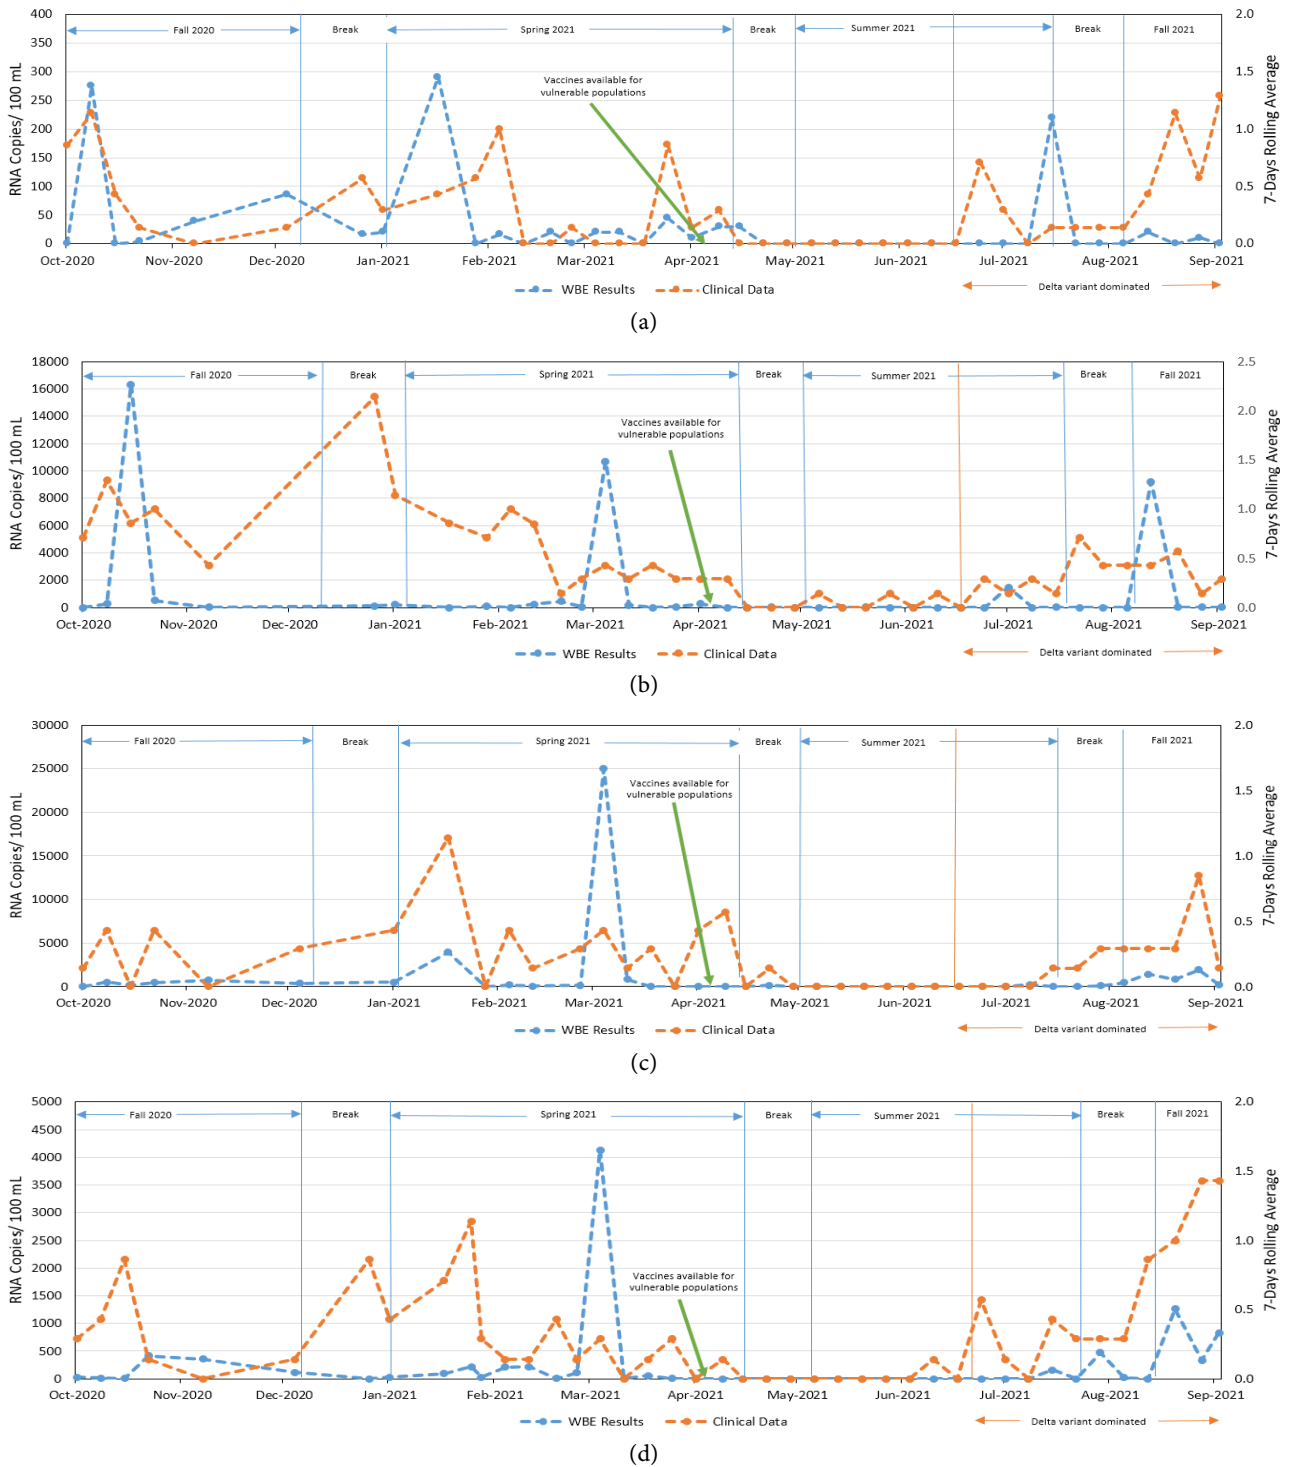 400
350
300
250
200
150
100
50
0
RNA Copies/ 100 mL
2.0
1.5
1.0
0.5
0.0
7-Days Rolling Average
Fall 2020
Break
Spring 2021
Break
Summer 2021
Break
Fall 2021
Vaccines available for
vulnerable populations
Oct-2020 Nov-2020 Dec-2020 Jan-2021 Feb-2021 Mar-2021 Apr-2021 May-2021 Jun-2021 Jul-2021 Aug-2021 Sep-2021
WBE Results Clinical Data
Delta variant dominated
(a)
18000
16000
14000
12000
10000
8000
6000
4000
2000
0
RNA Copies/ 100 mL
2.5
2.0
1.5
1.0
0.5
0.0
7-Days Rolling Average
Fall 2020
Break
Spring 2021
Break
Summer 2021
Break
Fall 2021
Vaccines available for
vulnerable populations
Oct-2020 Nov-2020 Dec-2020 Jan-2021 Feb-2021 Mar-2021 Apr-2021 May-2021 Jun-2021 Jul-2021 Aug-2021 Sep-2021
WBE Results Clinical Data
Delta variant dominated
(b)
30000
25000
20000
15000
10000
5000
0
RNA Copies/ 100 mL
2.0
1.5
1.0
0.5
0.0
7-Days Rolling Average
Fall 2020
Break
Spring 2021
Break
Summer 2021
Break
Fall 2021
Vaccines available for
vulnerable populations
Oct-2020 Nov-2020 Dec-2020 Jan-2021 Feb-2021 Mar-2021 Apr-2021 May-2021 Jun-2021 Jul-2021 Aug-2021 Sep-2021
WBE Results Clinical Data
Delta variant dominated
(c)
5000
4500
4000
3500
3000
2500
2000
1500
1000
500
0
RNA Copies/ 100 mL
2.0
1.5
1.0
0.5
0.0
7-Days Rolling Average
Fall 2020
Break
Spring 2021
Break
Summer 2021
Break
Fall 2021
Vaccines available for
vulnerable populations
Oct-2020 Nov-2020 Dec-2020 Jan-2021 Feb-2021 Mar-2021 Apr-2021 May-2021 Jun-2021 Jul-2021 Aug-2021 Sep-2021
WBE Results Clinical Data
Delta variant dominated
(d)